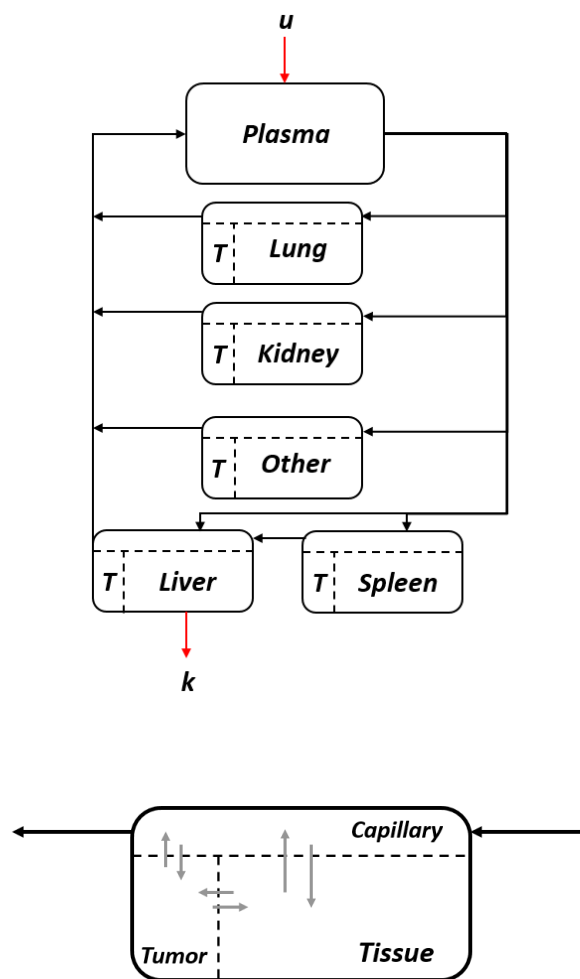 u
Plasma
T Lung
T Kidney
T Other
T Liver
T Spleen
k
Capillary
Tumor Tissue